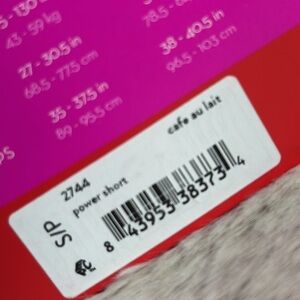 43 - 59 kg
27 - 30.5 in
68.5 - 77.5 cm
35 - 37.5 in
89 - 95.5 cm
38 - 40.5 in
96.5 - 103 cm
S/P
2744
power short
cafe au lait
8 43953 38373 4